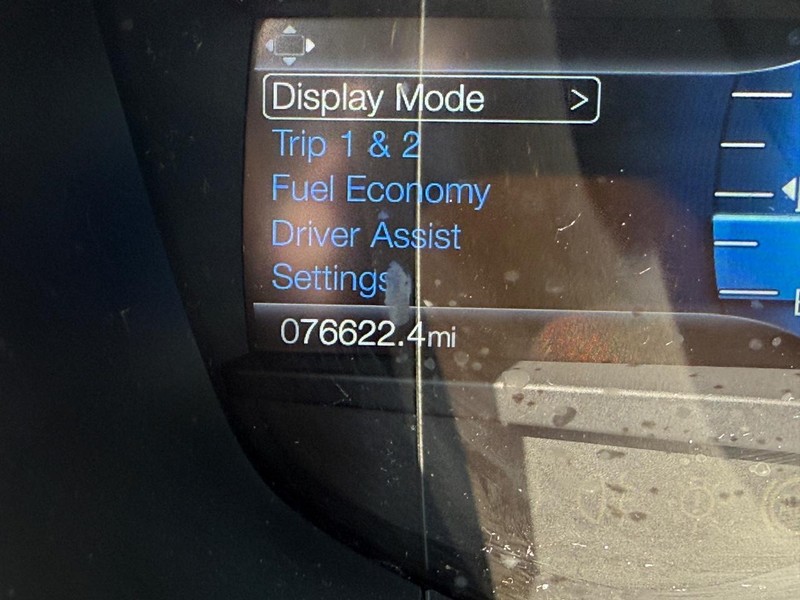 Display Mode >
Trip 1 & 2
Fuel Economy
Driver Assist
Settings
076622.4mi